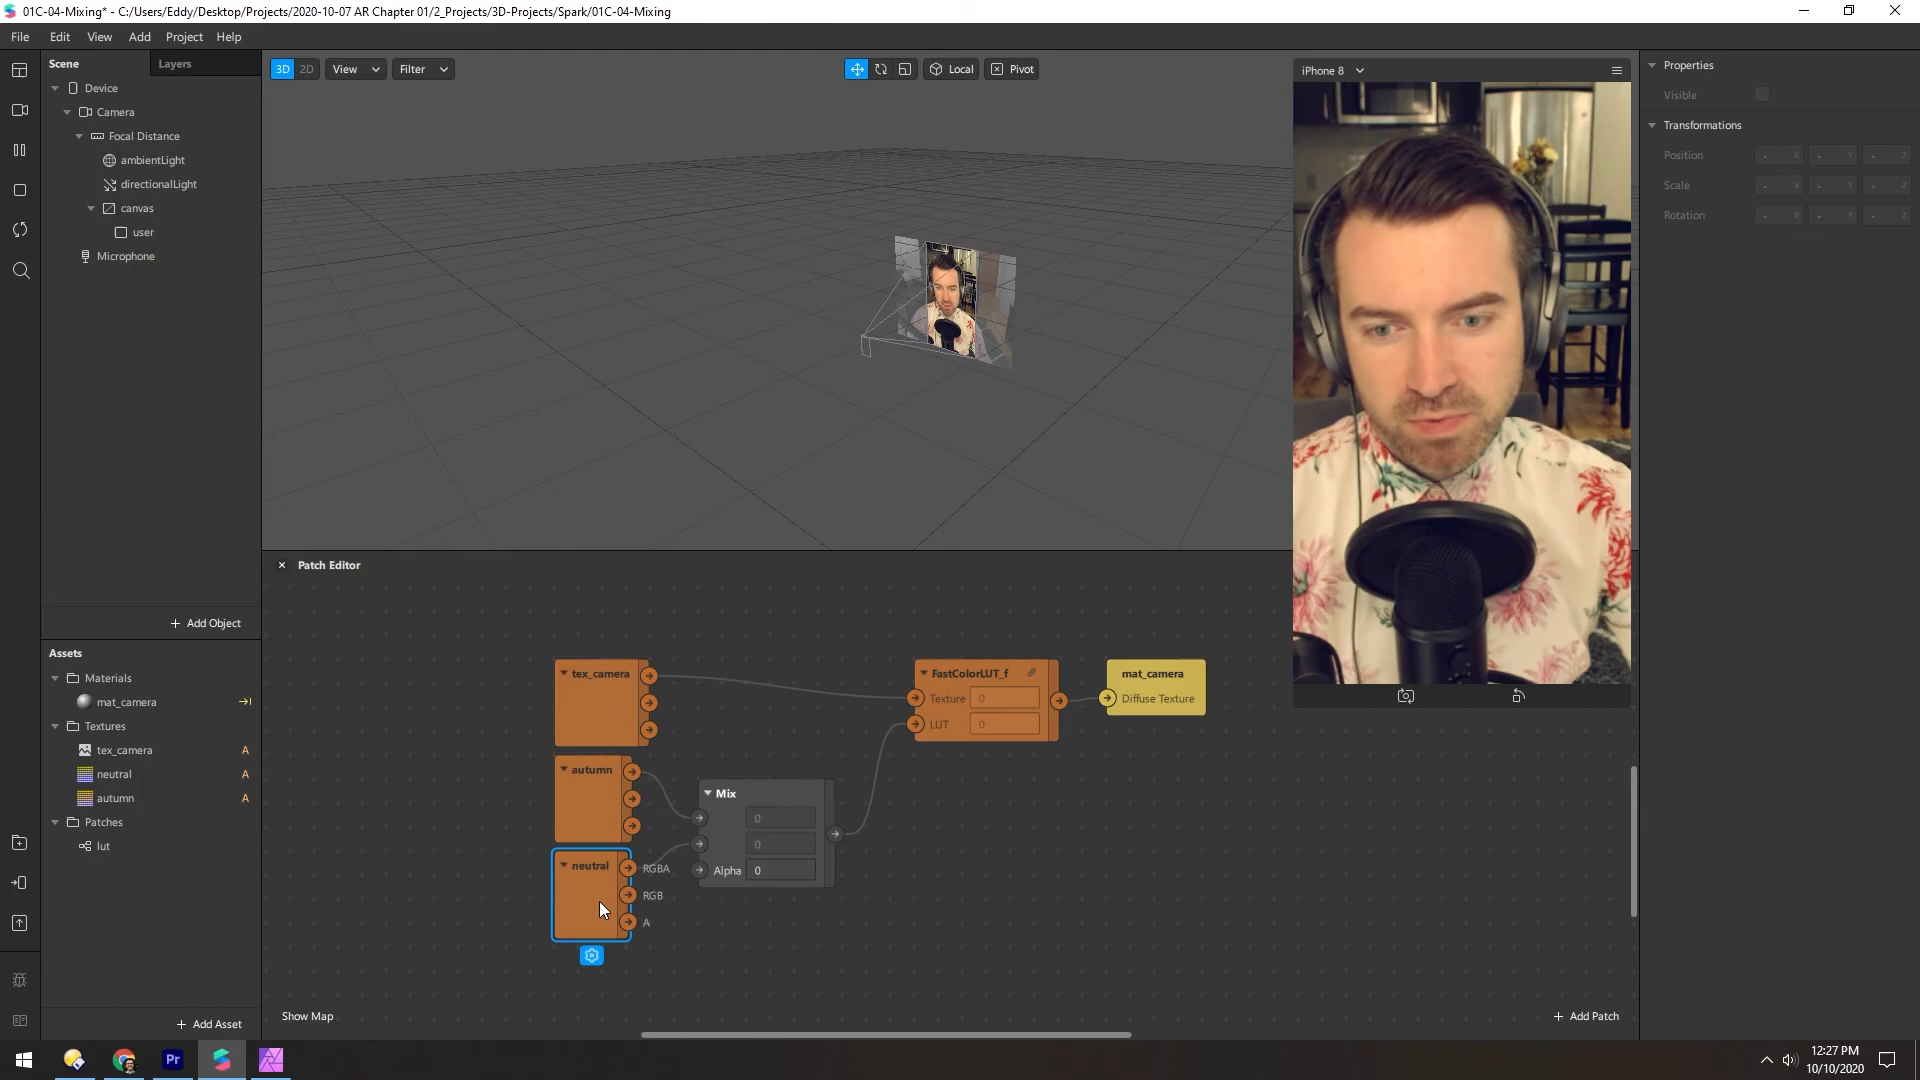 01C-04-Mixing* - C:/Users/Eddy/Desktop/Projects/2020-10-07 AR Chapter 01/2_Projects/3D-Projects/Spark/01C-04-Mixing
File Edit View Add Project Help
Scene Layers
Device
Camera
Focal Distance
ambientLight
directionalLight
canvas
user
Microphone
+ Add Object
Assets
Materials
mat_camera
Textures
tex_camera A
neutral A
autumn A
Patches
lut
+ Add Asset
3D 2D View Filter
Local Pivot
iPhone 8
Properties
Visible
Transformations
Position - X - Y - Z
Scale - X - Y - Z
Rotation - X - Y - Z
Patch Editor
tex_camera
autumn
neutral
RGBA
RGB
A
Mix
0
0
Alpha 0
FastColorLUT_f
Texture 0
LUT 0
mat_camera
Diffuse Texture
Show Map
+ Add Patch
Pr
12:27 PM
10/10/2020